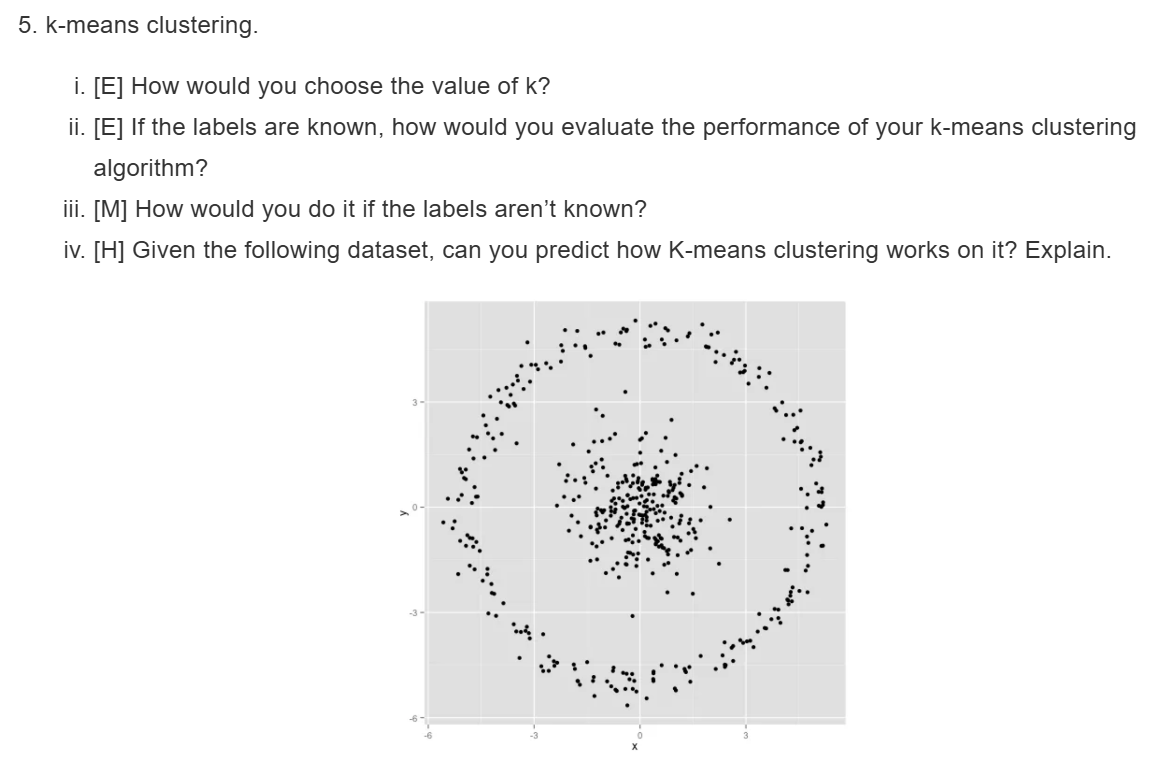 5. k-means clustering.
i. [E] How would you choose the value of k?
ii. [E] If the labels are known, how would you evaluate the performance of your k-means clustering
algorithm?
iii. [M] How would you do it if the labels aren’t known?
iv. [H] Given the following dataset, can you predict how K-means clustering works on it? Explain.
3
0
y
-3
-6
-6 -3 0 3
x